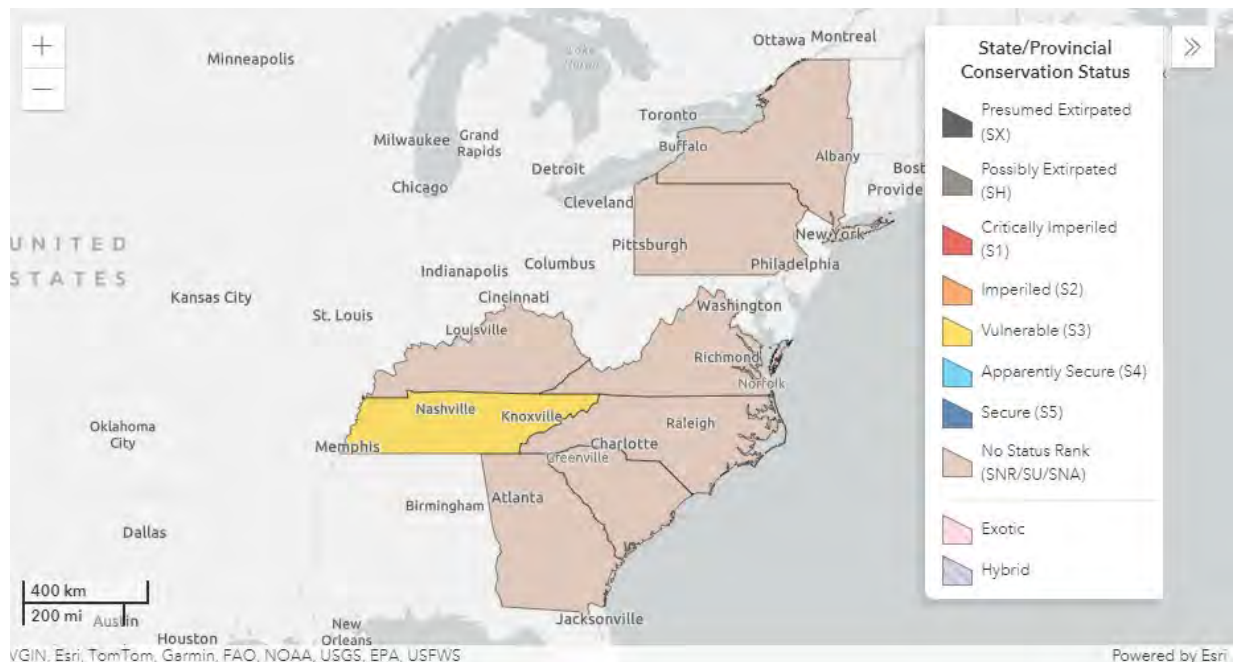 Ottawa
Montreal
Minneapolis
Lake
Huron
Toronto
Milwaukee
Grand
Rapids
Buffalo
Albany
Detroit
Bost
Chicago
Provide
Cleveland
UNITED
STATES
Pittsburgh
New York
Philadelphia
Indianapolis
Columbus
Kansas City
Cincinnati
Washington
St. Louis
Louisville
Richmond
Norfolk
Nashville
Knoxville
Raleigh
Oklahoma
City
Memphis
Charlotte
Greenville
Birmingham
Atlanta
Dallas
400 km
200 mi
Austin
Jacksonville
Houston
New
Orleans
State/Provincial
Conservation Status
Presumed Extirpated
(SX)
Possibly Extirpated
(SH)
Critically Imperiled
(S1)
Imperiled (S2)
Vulnerable (S3)
Apparently Secure (S4)
Secure (S5)
No Status Rank
(SNR/SU/SNA)
Exotic
Hybrid
VGIN, Esri, TomTom, Garmin, FAO, NOAA, USGS, EPA, USFWS
Powered by Esri